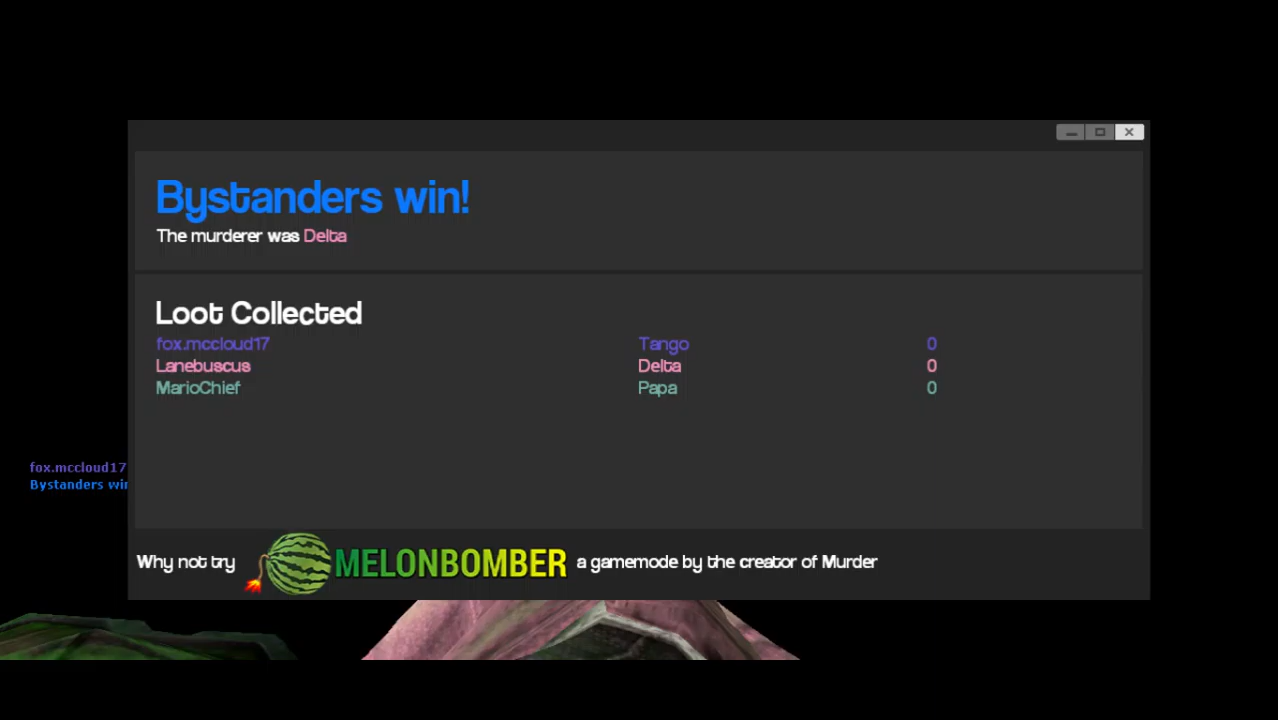 Bystanders win!
The murderer was Delta
Loot Collected
fox.mccloud17 Tango 0
Lanebuscus Delta 0
MarioChief Papa 0
fox.mccloud17
Bystanders win
Why not try MELONBOMBER a gamemode by the creator of Murder